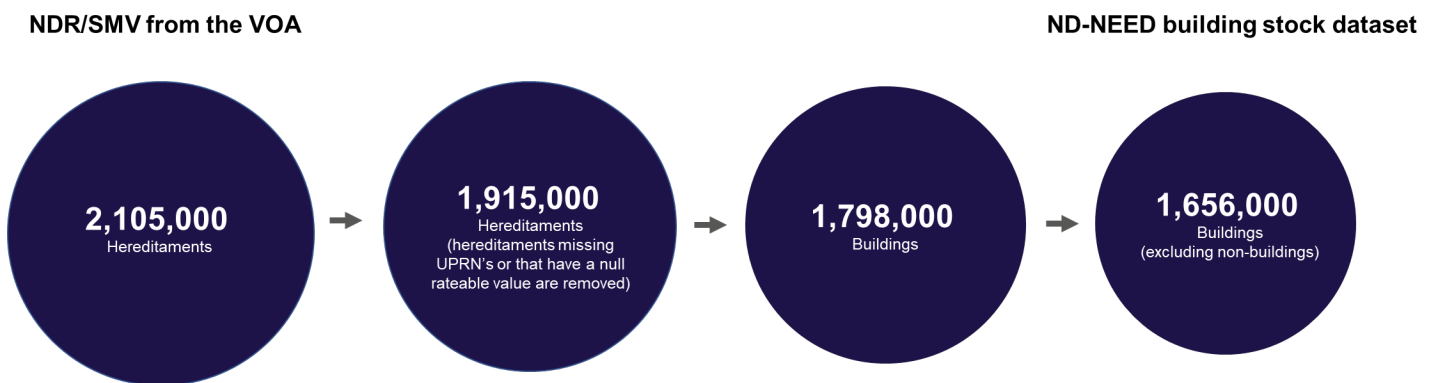 NDR/SMV from the VOA
ND-NEED building stock dataset
2,105,000
Hereditaments
1,915,000
Hereditaments
(hereditaments missing
UPRN's or that have a null
rateable value are removed)
1,798,000
Buildings
1,656,000
Buildings
(excluding non-buildings)